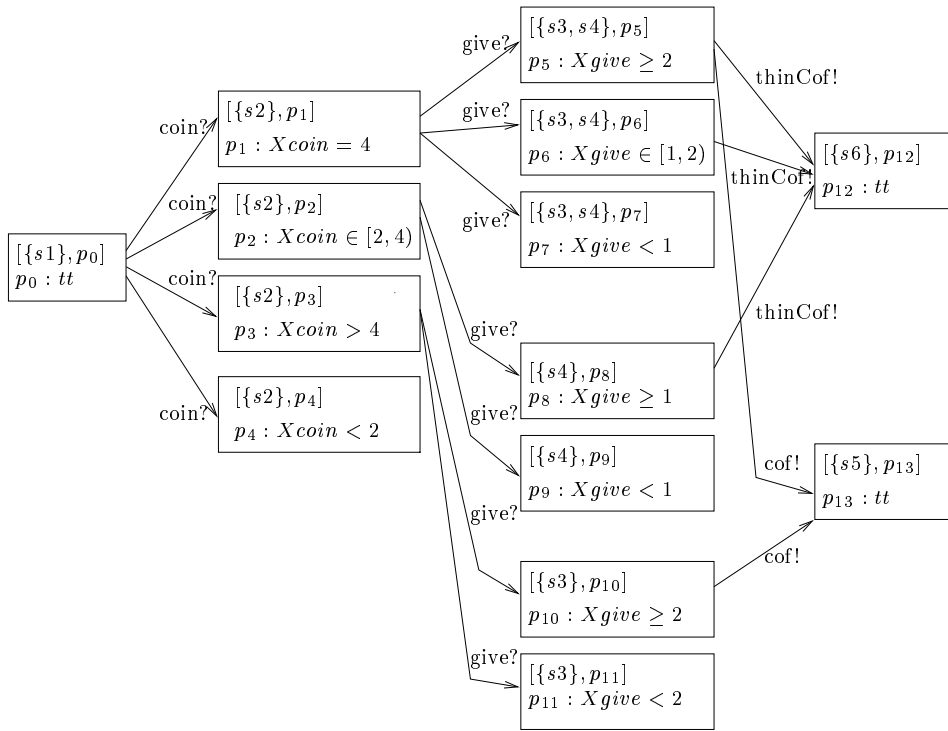 [{s1}, p₀]
p₀ : tt
coin?
coin?
coin?
coin?
[{s2}, p₁]
p₁ : Xcoin = 4
[{s2}, p₂]
p₂ : Xcoin ∈ [2, 4)
[{s2}, p₃]
p₃ : Xcoin > 4
[{s2}, p₄]
p₄ : Xcoin < 2
give?
give?
give?
give?
give?
give?
give?
[{s3, s4}, p₅]
p₅ : Xgive ≥ 2
[{s3, s4}, p₆]
p₆ : Xgive ∈ [1, 2)
[{s3, s4}, p₇]
p₇ : Xgive < 1
[{s4}, p₈]
p₈ : Xgive ≥ 1
[{s4}, p₉]
p₉ : Xgive < 1
[{s3}, p₁₀]
p₁₀ : Xgive ≥ 2
[{s3}, p₁₁]
p₁₁ : Xgive < 2
thinCof!
thinCof!
thinCof!
cof!
cof!
[{s6}, p₁₂]
p₁₂ : tt
[{s5}, p₁₃]
p₁₃ : tt